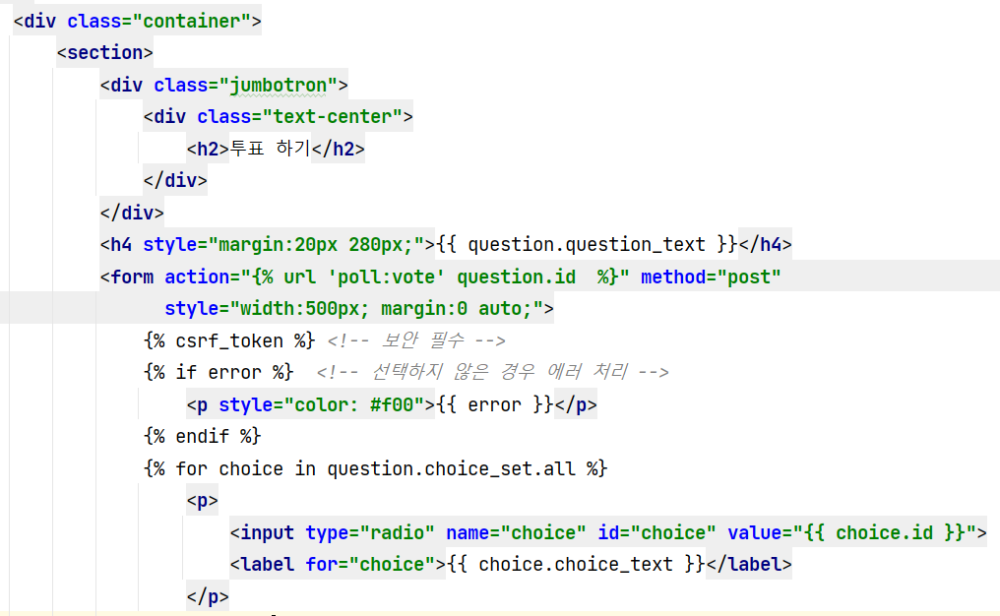 <div class="container">
<section>
<div class="jumbotron">
<div class="text-center">
<h2>투표 하기</h2>
</div>
</div>
<h4 style="margin:20px 280px;">{{ question.question_text }}</h4>
<form action="{% url 'poll:vote' question.id  %}" method="post"
style="width:500px; margin:0 auto;">
{% csrf_token %} <!-- 보안 필수 -->
{% if error %}  <!-- 선택하지 않은 경우 에러 처리 -->
<p style="color: #f00">{{ error }}</p>
{% endif %}
{% for choice in question.choice_set.all %}
<p>
<input type="radio" name="choice" id="choice" value="{{ choice.id }}">
<label for="choice">{{ choice.choice_text }}</label>
</p>